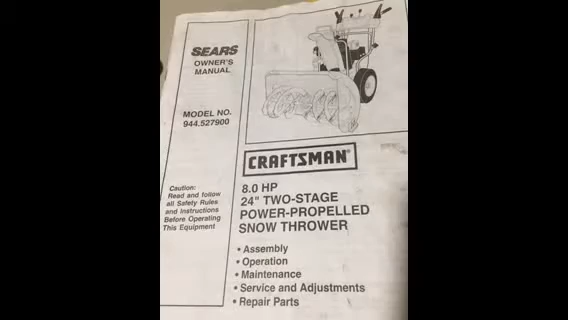 SEARS
OWNER'S
MANUAL
MODEL NO.
944.527900
Caution:
Read and follow
all Safety Rules
and Instructions
Before Operating
This Equipment
CRAFTSMAN®
8.0 HP
24" TWO-STAGE
POWER-PROPELLED
SNOW THROWER
• Assembly
• Operation
• Maintenance
• Service and Adjustments
• Repair Parts